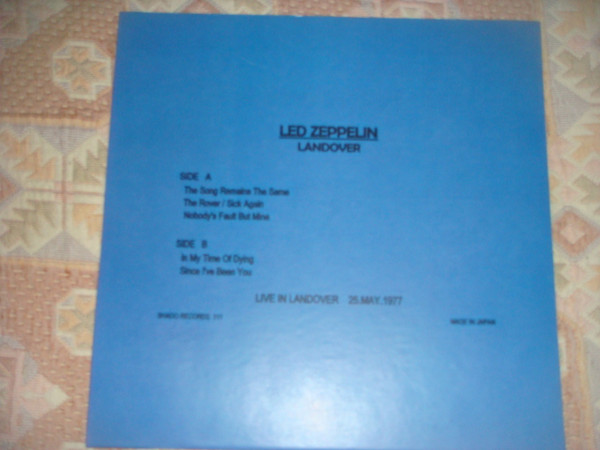 LED ZEPPELIN
LANDOVER
SIDE A
The Song Remains The Same
The Rover / Sick Again
Nobody's Fault But Mine
SIDE B
In My Time Of Dying
Since I've Been You
LIVE IN LANDOVER 25.MAY.1977
RECORDS
MADE IN JAPAN